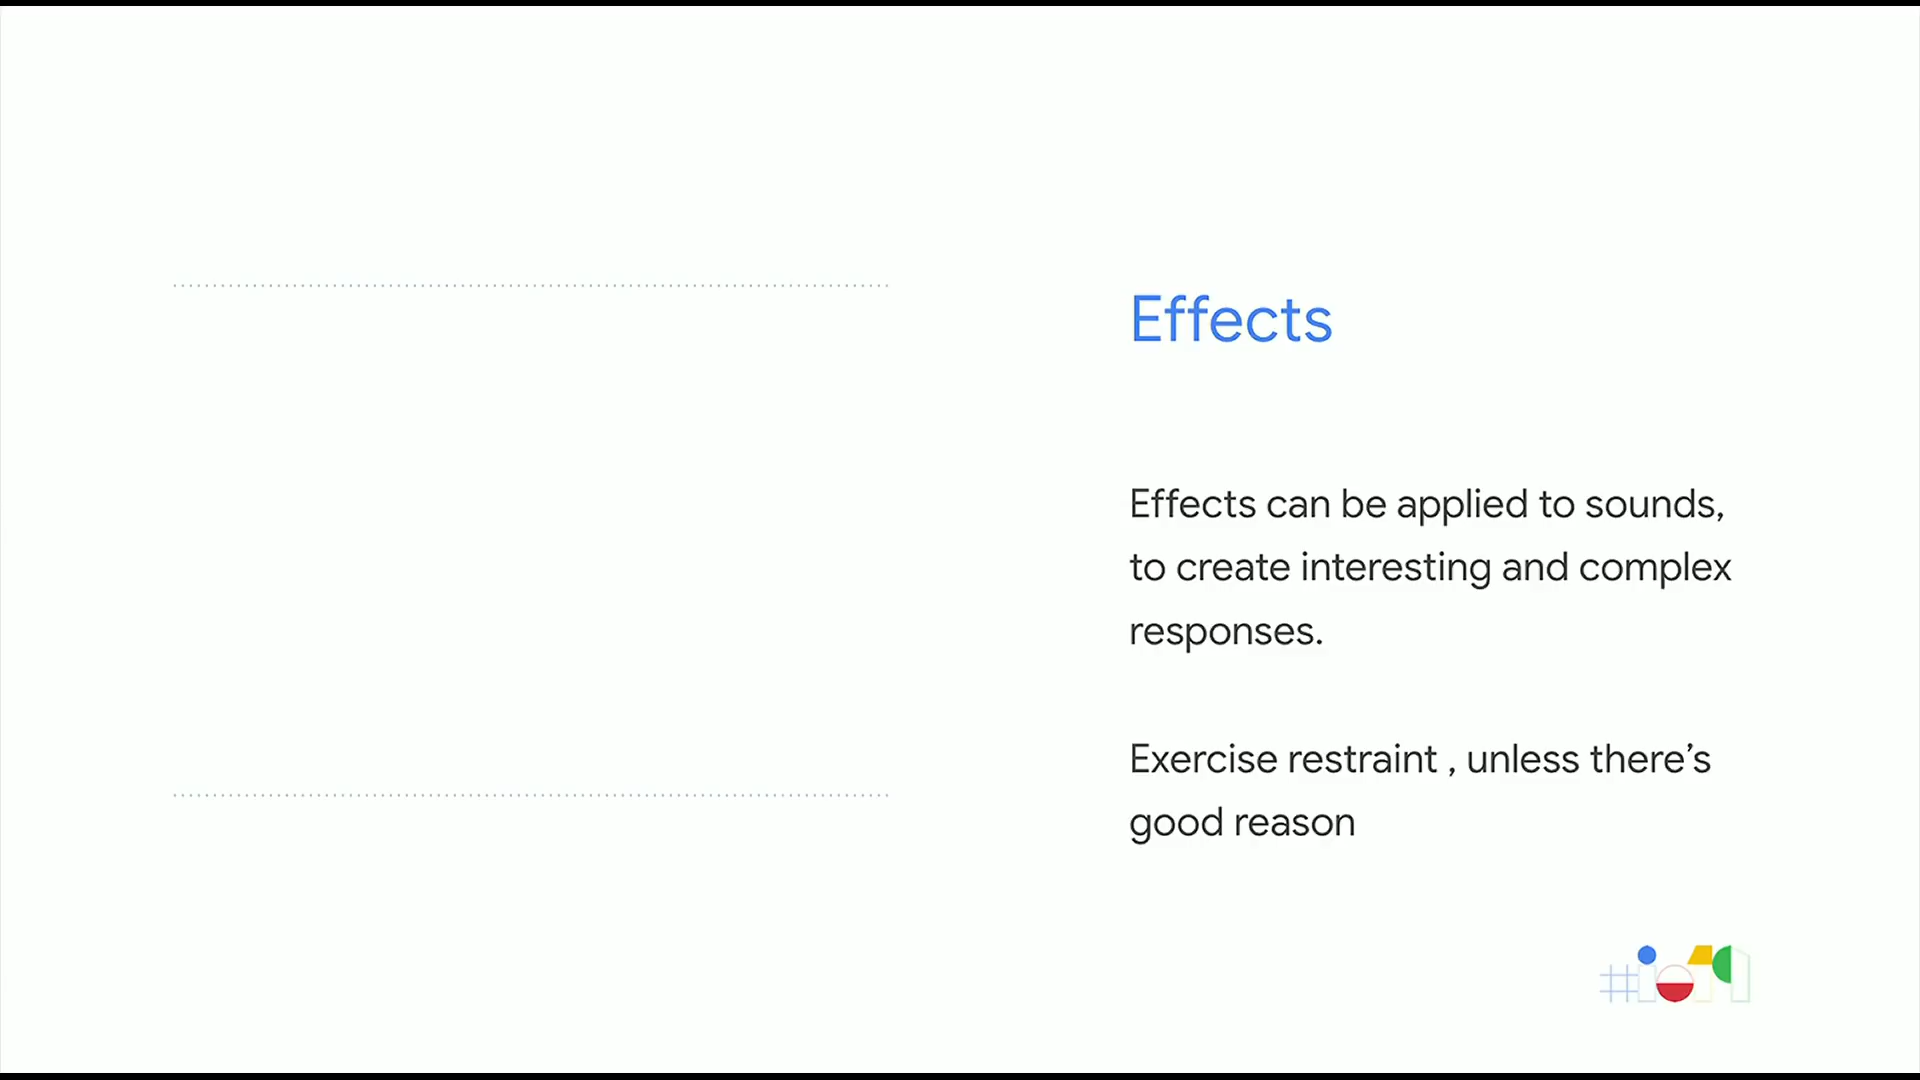 Effects
Effects can be applied to sounds,
to create interesting and complex
responses.
Exercise restraint , unless there’s
good reason
#io19